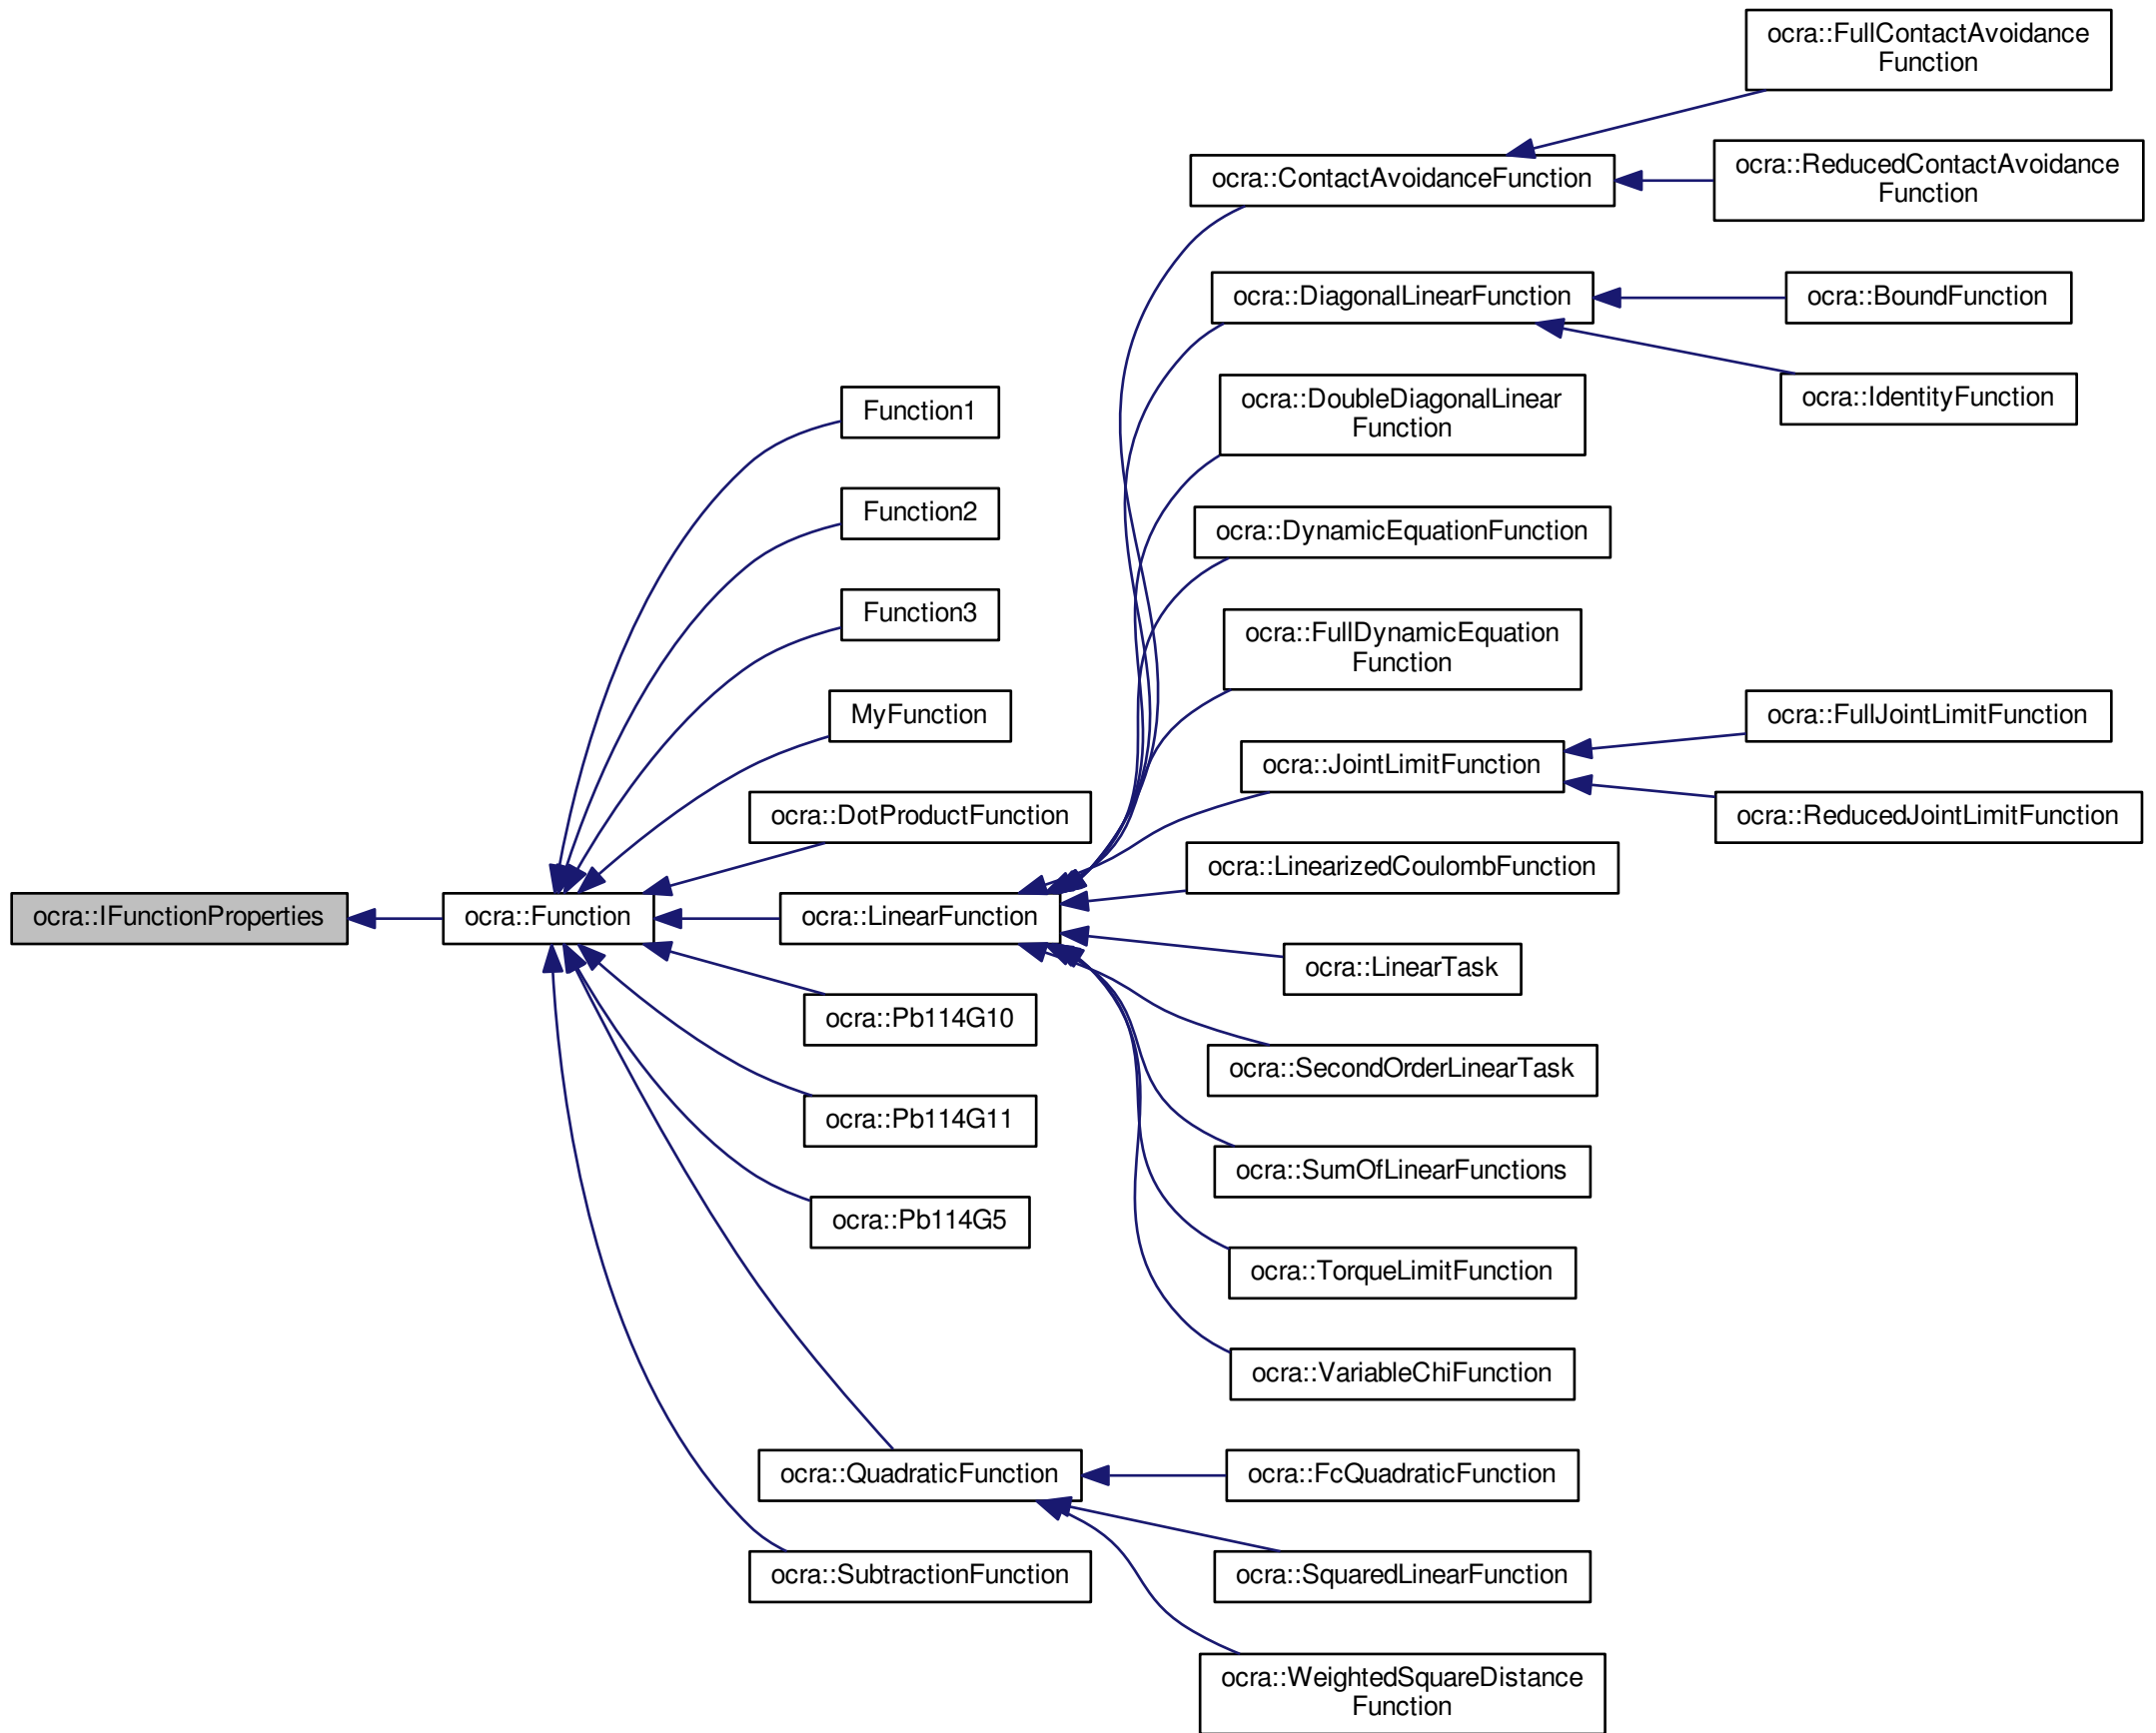 ocra::FullContactAvoidance
Function
ocra::ContactAvoidanceFunction
ocra::ReducedContactAvoidance
Function
ocra::DiagonalLinearFunction
ocra::BoundFunction
ocra::IdentityFunction
ocra::DoubleDiagonalLinear
Function
Function1
Function2
ocra::DynamicEquationFunction
Function3
ocra::FullDynamicEquation
Function
MyFunction
ocra::FullJointLimitFunction
ocra::JointLimitFunction
ocra::DotProductFunction
ocra::ReducedJointLimitFunction
ocra::LinearizedCoulombFunction
ocra::IFunctionProperties
ocra::Function
ocra::LinearFunction
ocra::LinearTask
ocra::Pb114G10
ocra::SecondOrderLinearTask
ocra::Pb114G11
ocra::SumOfLinearFunctions
ocra::Pb114G5
ocra::TorqueLimitFunction
ocra::VariableChiFunction
ocra::QuadraticFunction
ocra::FcQuadraticFunction
ocra::SubtractionFunction
ocra::SquaredLinearFunction
ocra::WeightedSquareDistance
Function